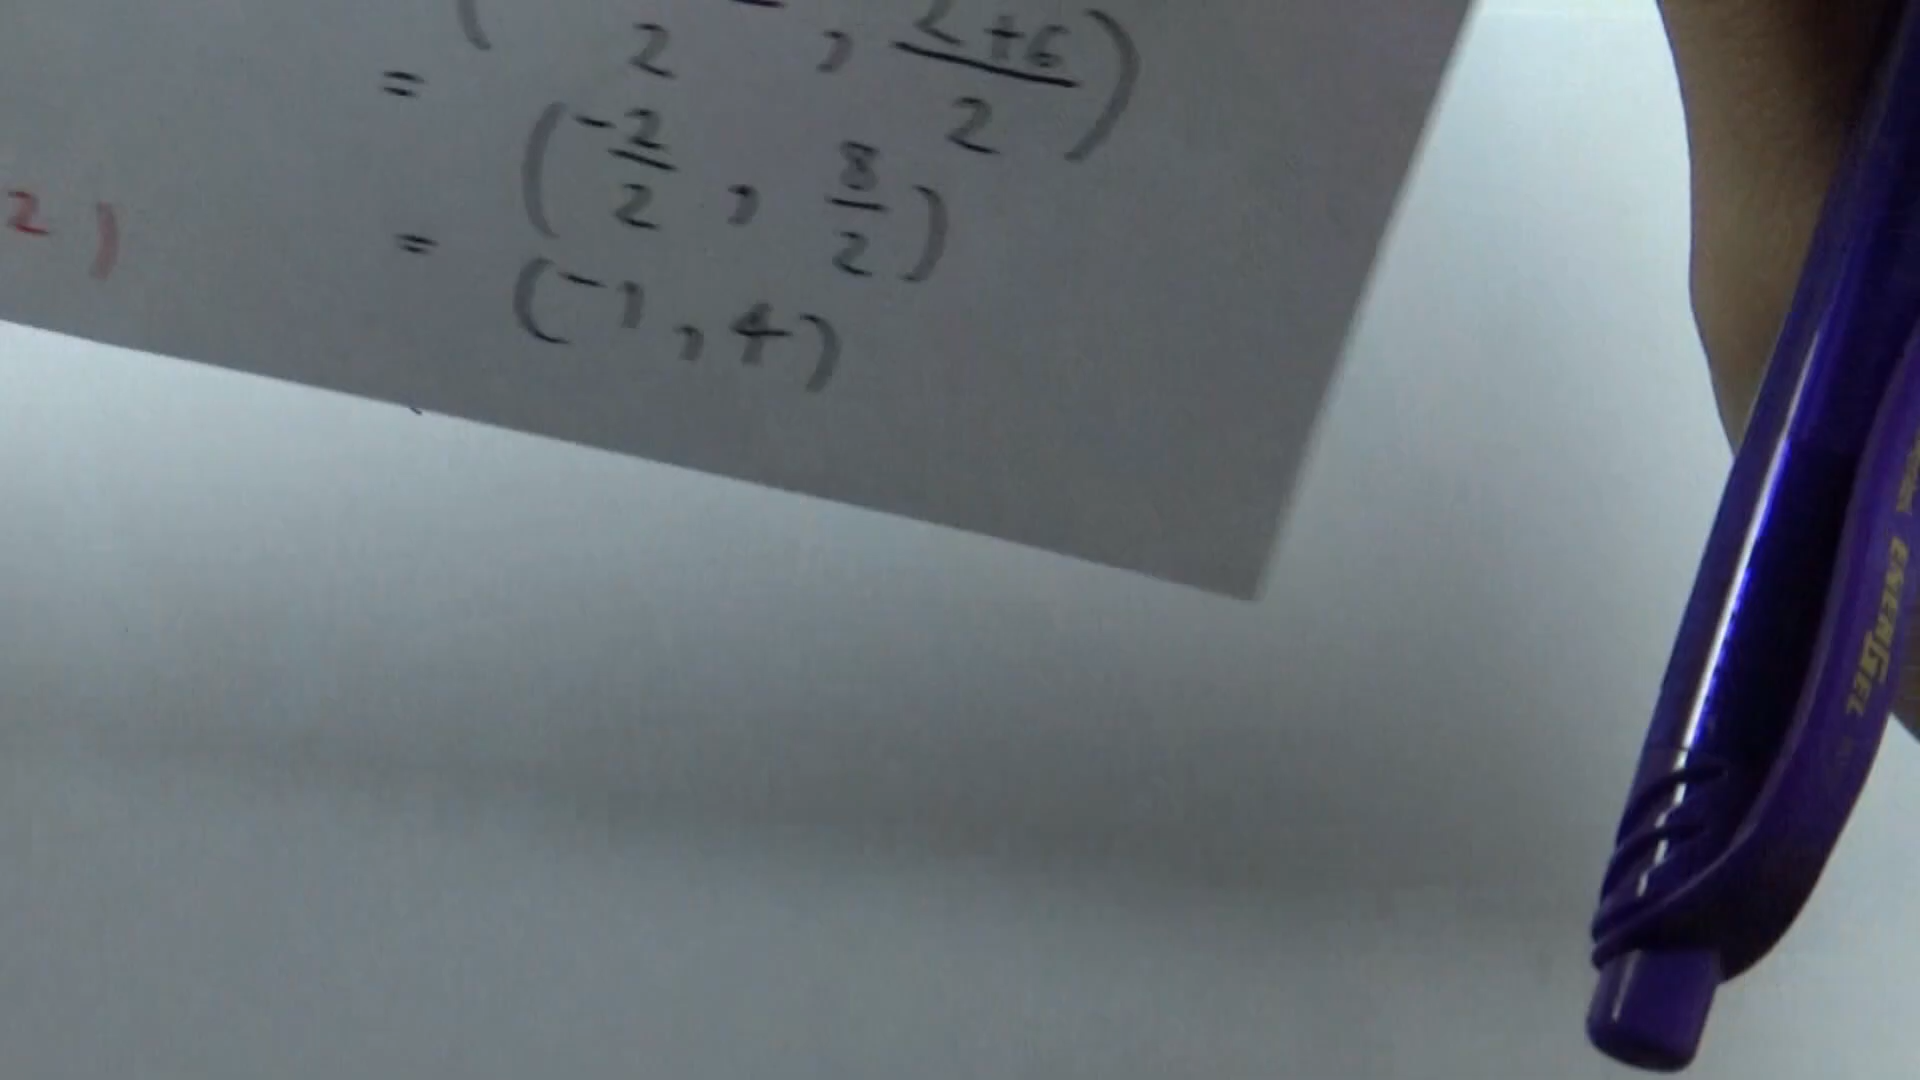 ( 2 , 2+6/2 )
= ( -2/2 , 8/2 )
2 )
= ( -1 , 4 )
ENERGEL